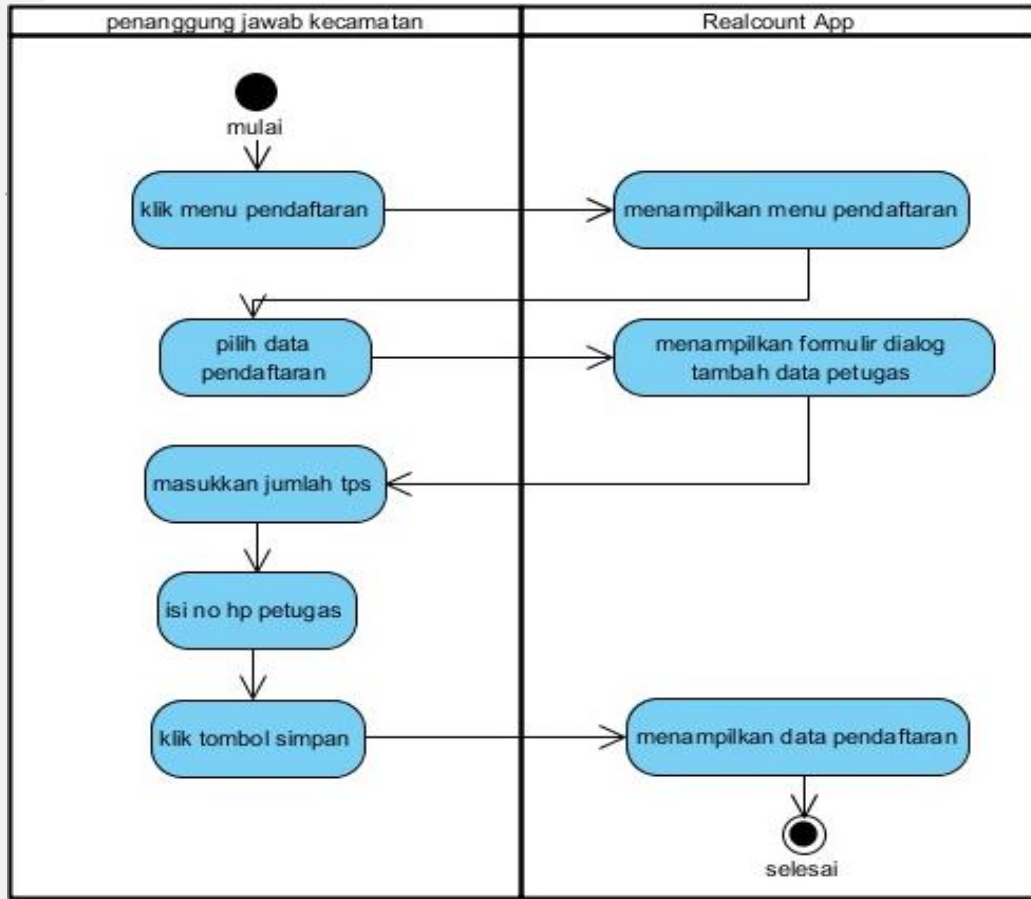 penanggung jawab kecamatan
Realcount App
mulai
klik menu pendaftaran
menampilkan menu pendaftaran
pilih data
pendaftaran
menampilkan formulir dialog
tambah data petugas
masukkan jumlah tps
isi no hp petugas
klik tombol simpan
menampilkan data pendaftaran
selesai